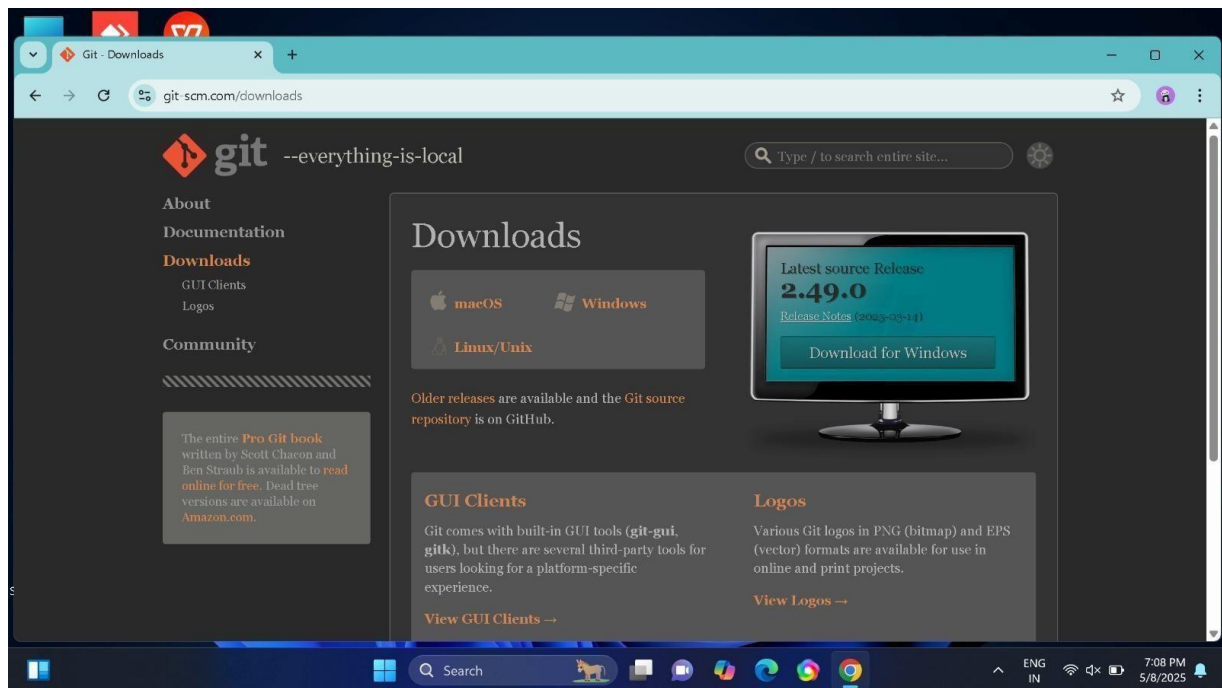 Git - Downloads
git-scm.com/downloads
git --everything-is-local
Type / to search entire site...
About
Documentation
Downloads
GUI Clients
Logos
Community
The entire Pro Git book
written by Scott Chacon and
Ben Straub is available to read
online for free. Dead tree
versions are available on
Amazon.com.
Downloads
macOS
Windows
Linux/Unix
Older releases are available and the Git source
repository is on GitHub.
Latest source Release
2.49.0
Release Notes (2025-03-14)
Download for Windows
GUI Clients
Git comes with built-in GUI tools (git-gui,
gitk), but there are several third-party tools for
users looking for a platform-specific
experience.
View GUI Clients →
Logos
Various Git logos in PNG (bitmap) and EPS
(vector) formats are available for use in
online and print projects.
View Logos →
Search
ENG
IN
7:08 PM
5/8/2025